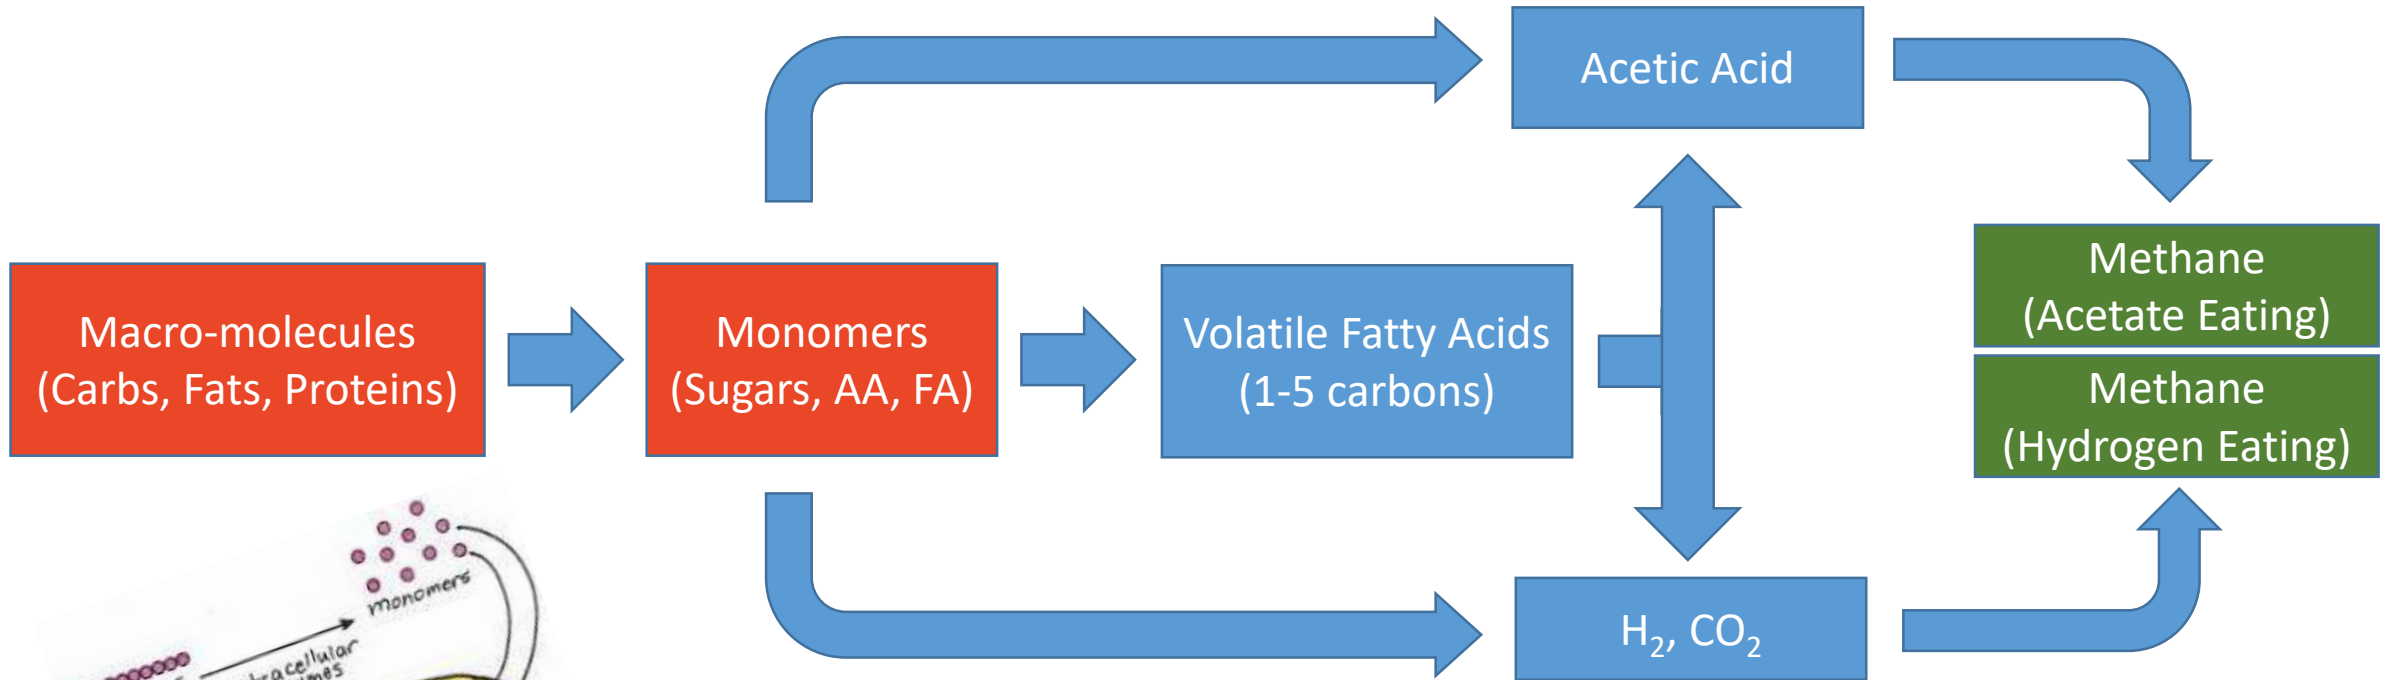 Acetic Acid
Macro-molecules
(Carbs, Fats, Proteins)
Monomers
(Sugars, AA, FA)
Volatile Fatty Acids
(1-5 carbons)
Methane
(Acetate Eating)
Methane
(Hydrogen Eating)
H₂, CO₂
monomers